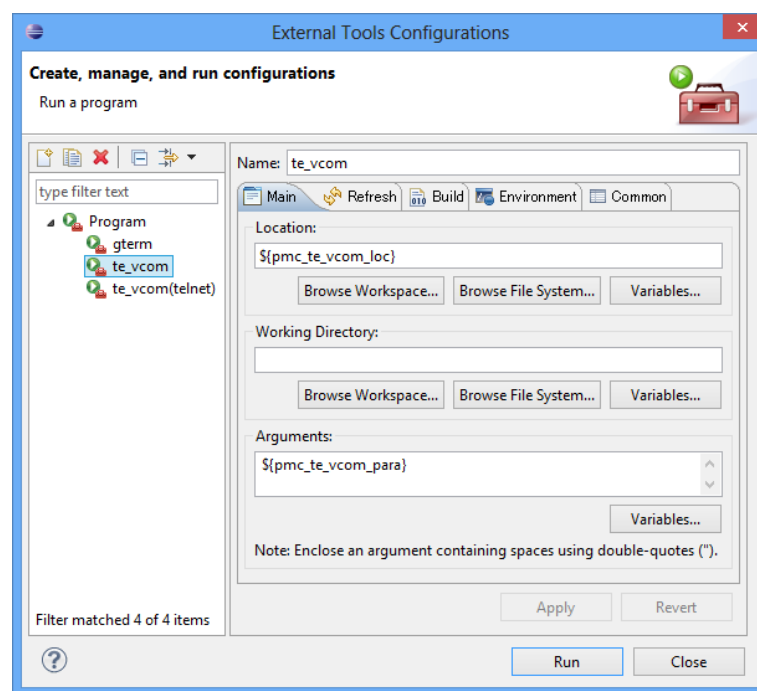 External Tools Configurations
Create, manage, and run configurations
Run a program
type filter text
Program
gterm
te_vcom
te_vcom(telnet)
Filter matched 4 of 4 items
Name: te_vcom
Main Refresh Build Environment Common
Location:
${pmc_te_vcom_loc}
Browse Workspace... Browse File System... Variables...
Working Directory:
Browse Workspace... Browse File System... Variables...
Arguments:
${pmc_te_vcom_para}
Variables...
Note: Enclose an argument containing spaces using double-quotes (").
Apply Revert
Run Close